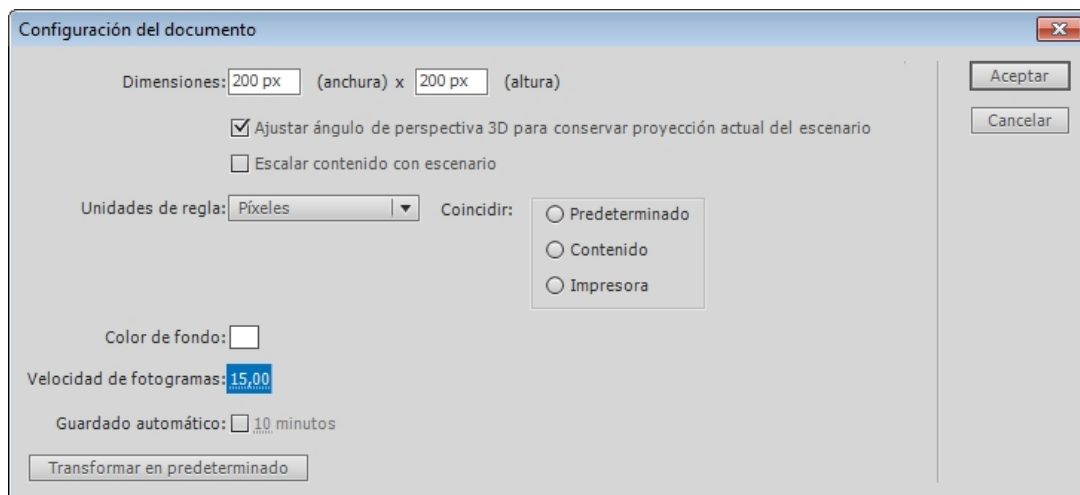 Configuración del documento
Dimensiones: 200 px (anchura) x 200 px (altura)
Aceptar
Ajustar ángulo de perspectiva 3D para conservar proyección actual del escenario
Cancelar
Escalar contenido con escenario
Unidades de regla: Píxeles Coincidir:
Predeterminado
Contenido
Impresora
Color de fondo:
Velocidad de fotogramas: 15,00
Guardado automático: 10 minutos
Transformar en predeterminado